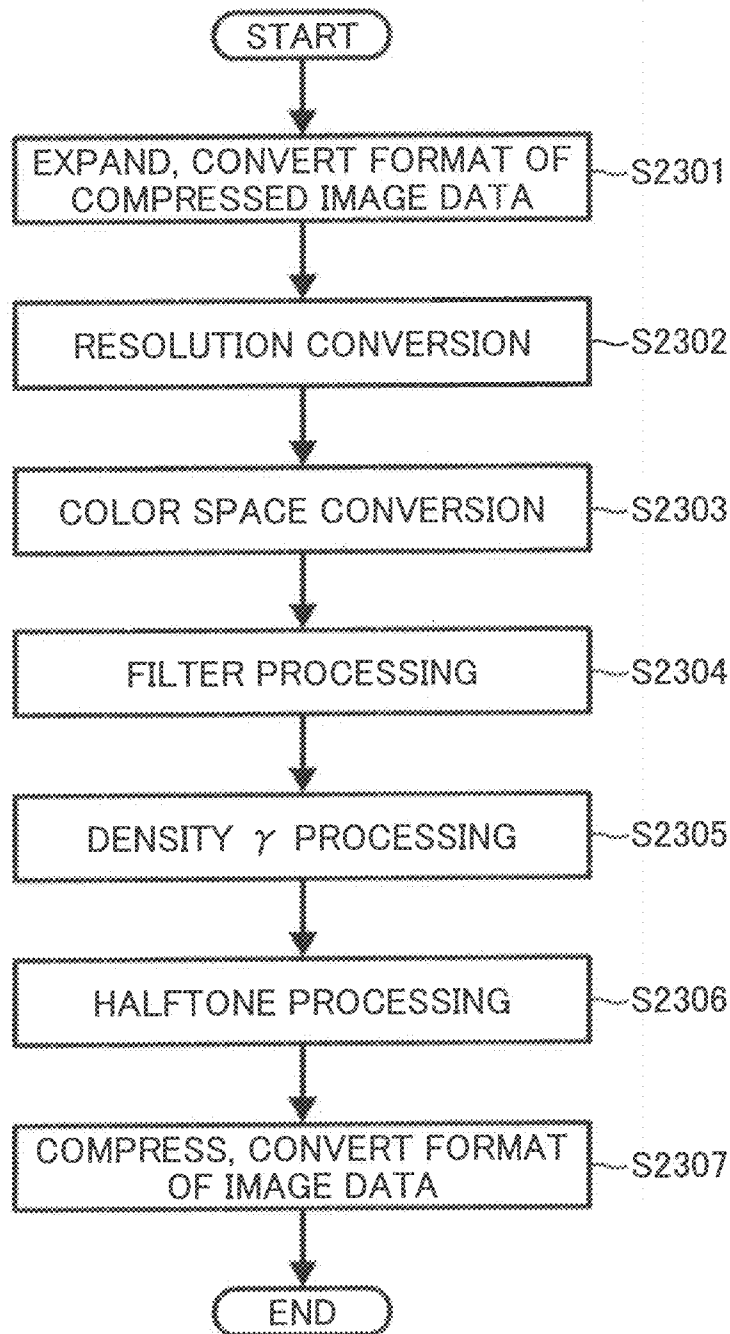 START
EXPAND, CONVERT FORMAT OF
COMPRESSED IMAGE DATA
S2301
RESOLUTION CONVERSION
S2302
COLOR SPACE CONVERSION
S2303
FILTER PROCESSING
S2304
DENSITY γ PROCESSING
S2305
HALFTONE PROCESSING
S2306
COMPRESS, CONVERT FORMAT
OF IMAGE DATA
S2307
END